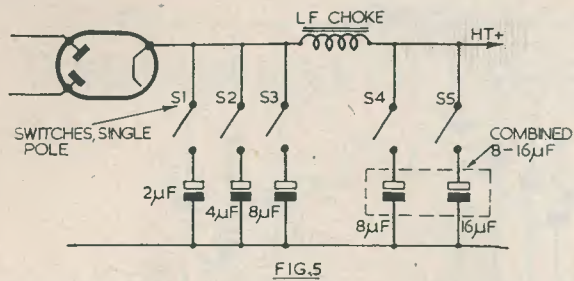 LF CHOKE
HT+
S1
S2
S3
S4
S5
SWITCHES, SINGLE
POLE
COMBINED
8-16µF
2µF
4µF
8µF
8µF
16µF
FIG.5